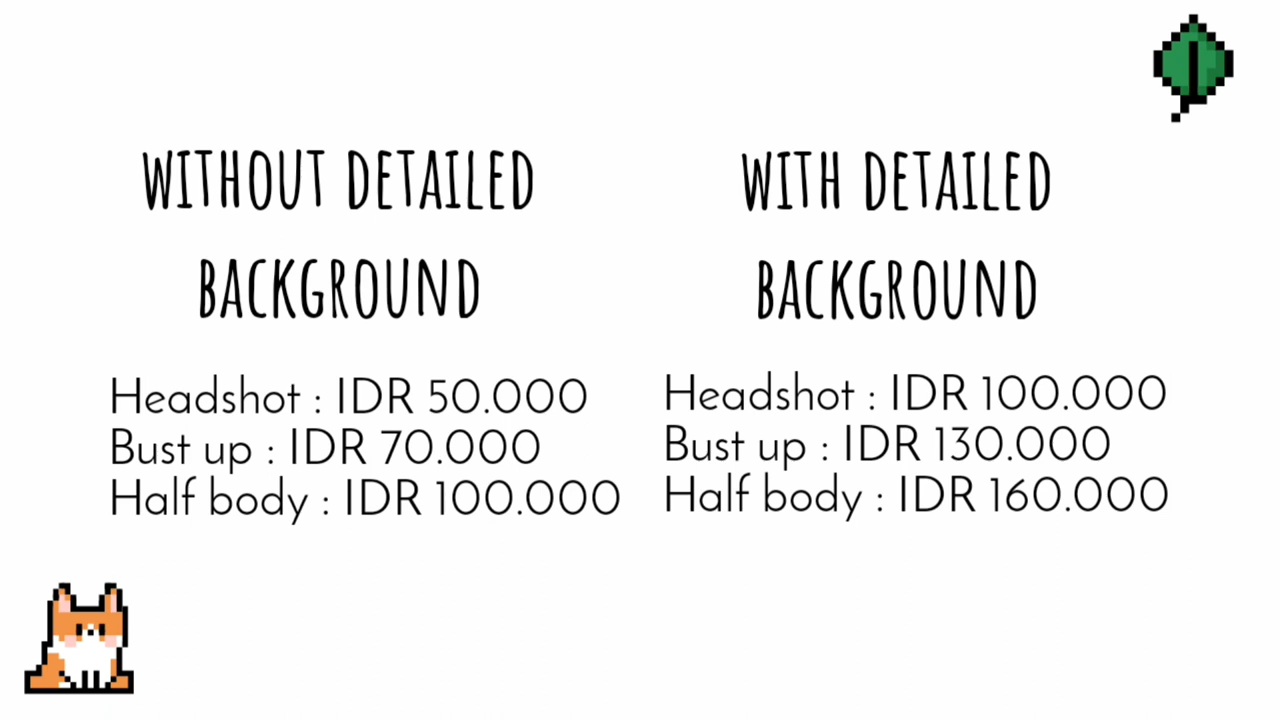 WITHOUT DETAILED
BACKGROUND
Headshot : IDR 50.000
Bust up : IDR 70.000
Half body : IDR 100.000
WITH DETAILED
BACKGROUND
Headshot : IDR 100.000
Bust up : IDR 130.000
Half body : IDR 160.000